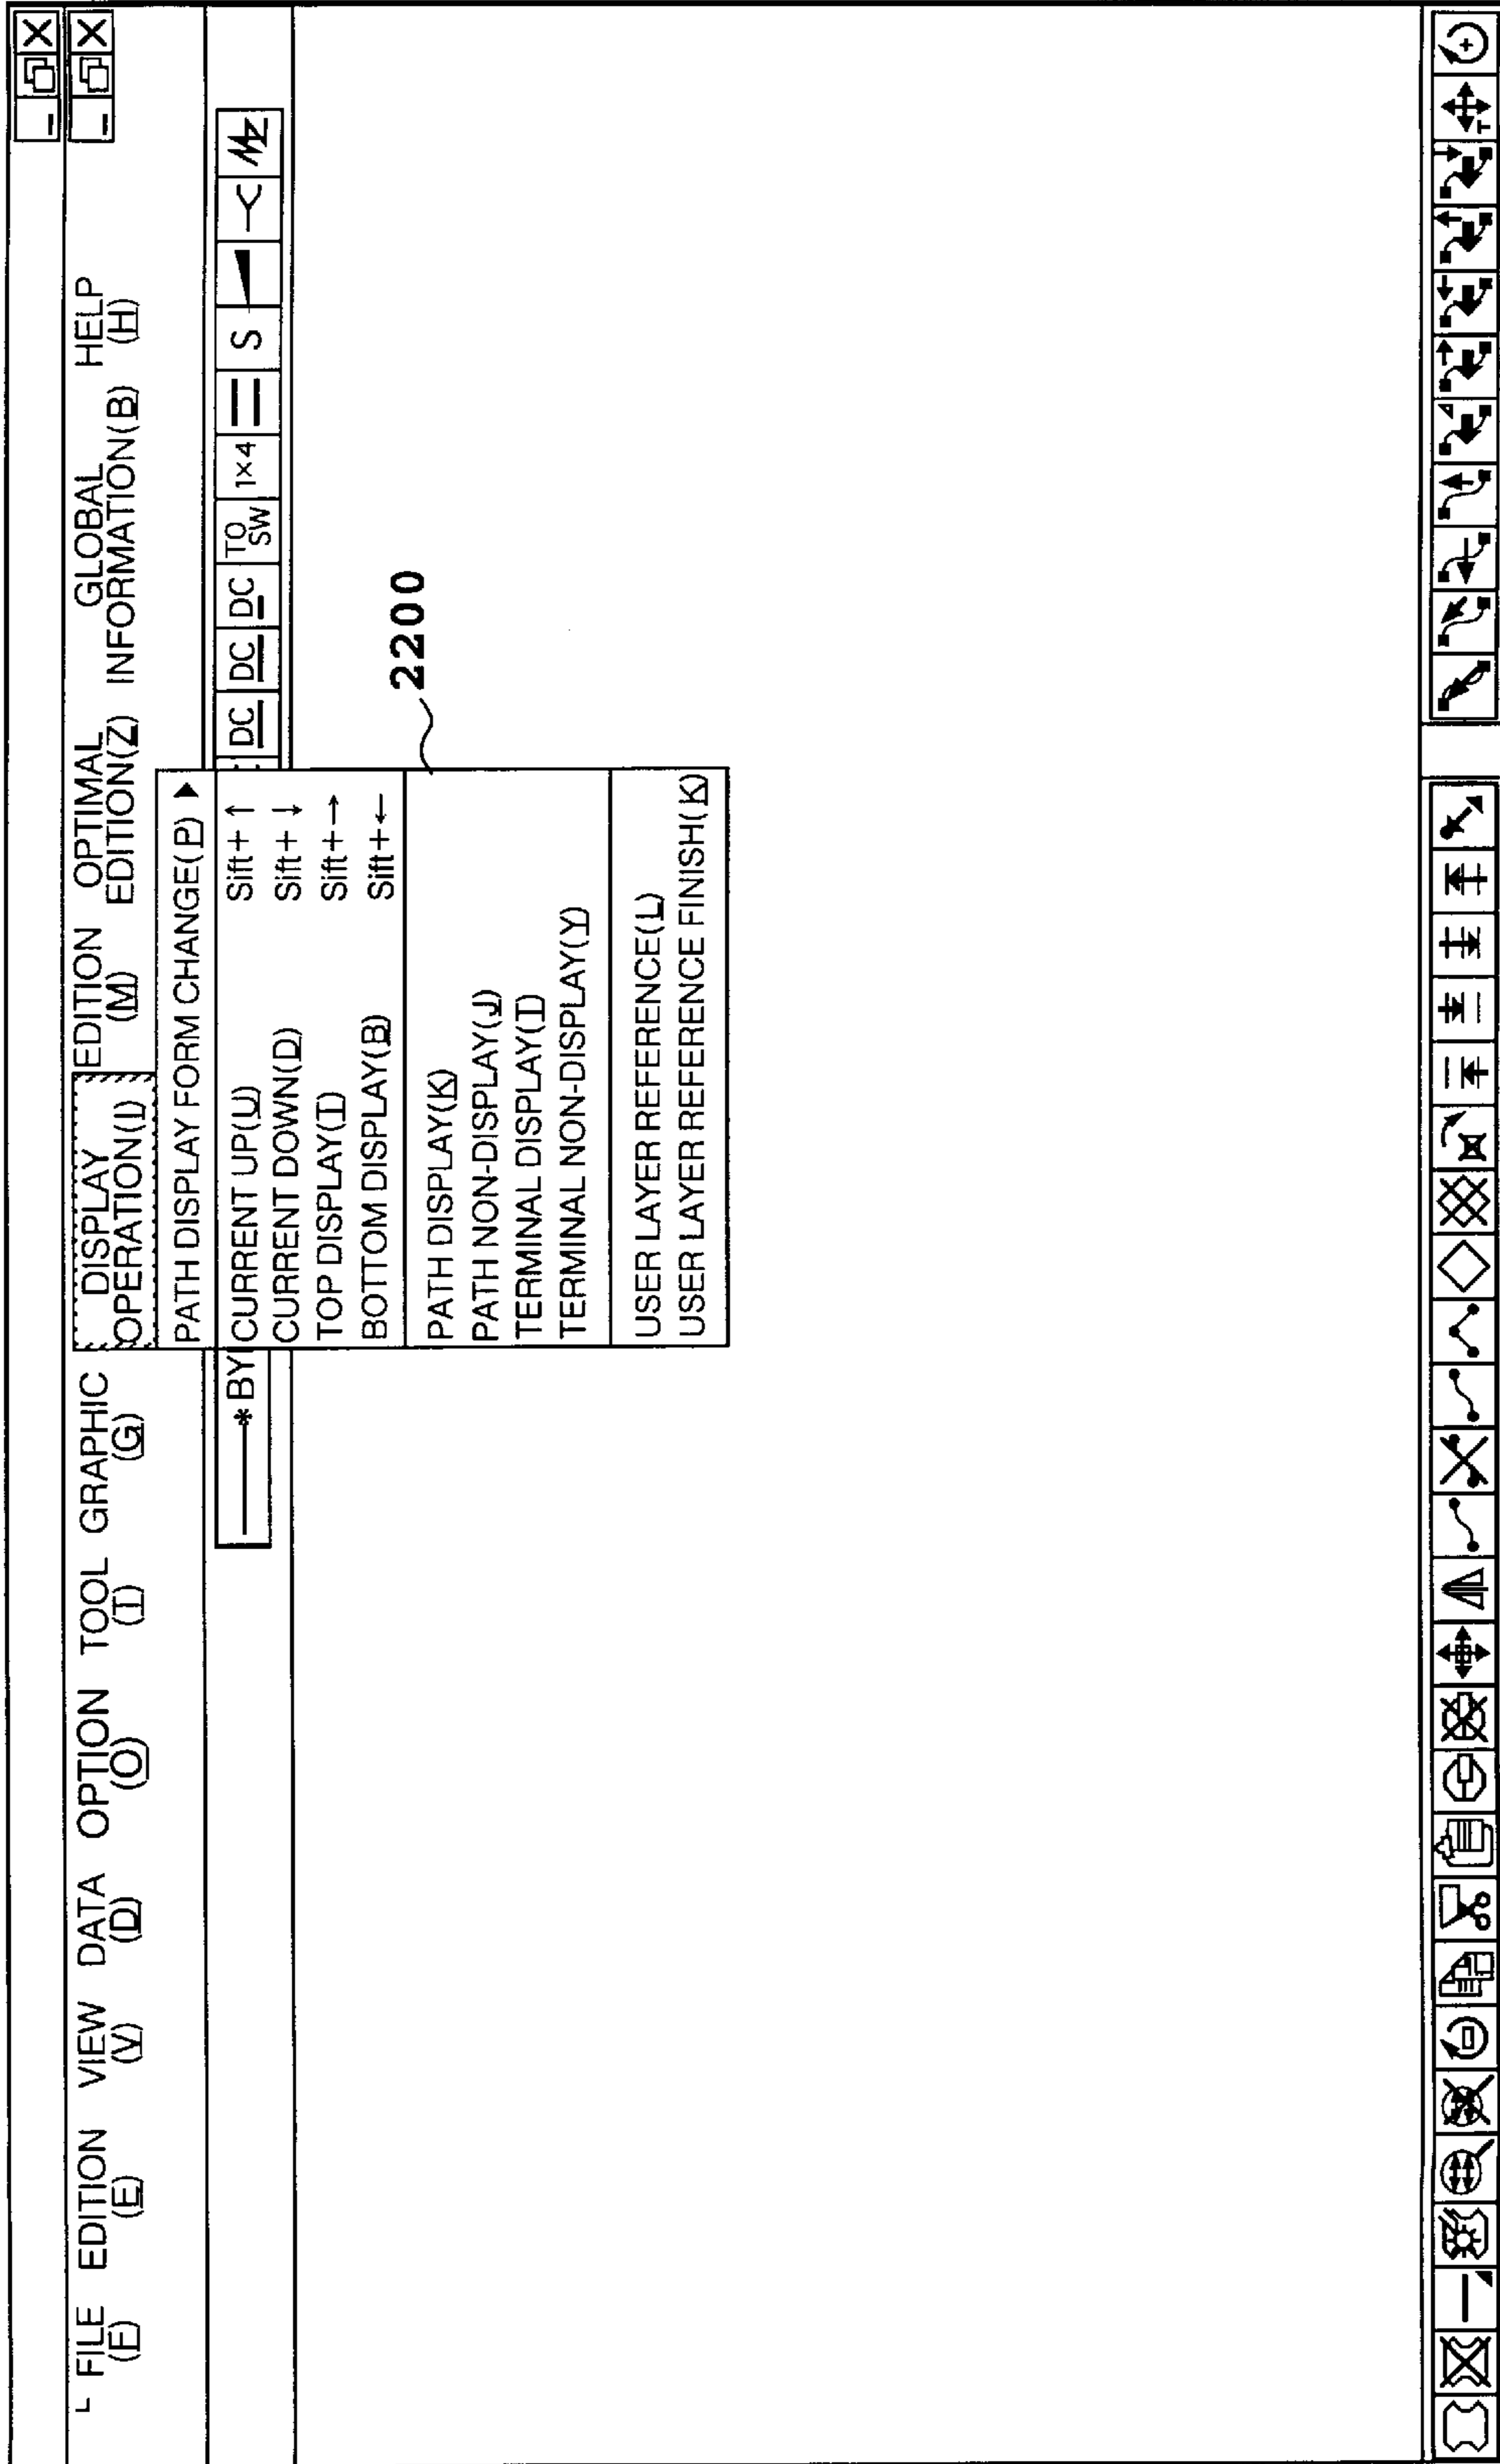 FILE EDITION VIEW DATA OPTION TOOL GRAPHIC DISPLAY EDITION OPTIMAL GLOBAL HELP
(F) (E) (V) (D) (O) (T) (G) OPERATION(I) (M) EDITION(Z) INFORMATION(B) (H)
PATH DISPLAY FORM CHANGE(P)
* BY DC DC DC TO SW 1×4 S
CURRENT UP(U) Sift+↑
CURRENT DOWN(D) Sift+↓
TOP DISPLAY(T) Sift+→
BOTTOM DISPLAY(B) Sift+←
2200
PATH DISPLAY(K)
PATH NON-DISPLAY(J)
TERMINAL DISPLAY(I)
TERMINAL NON-DISPLAY(Y)
USER LAYER REFERENCE(L)
USER LAYER REFERENCE FINISH(K)